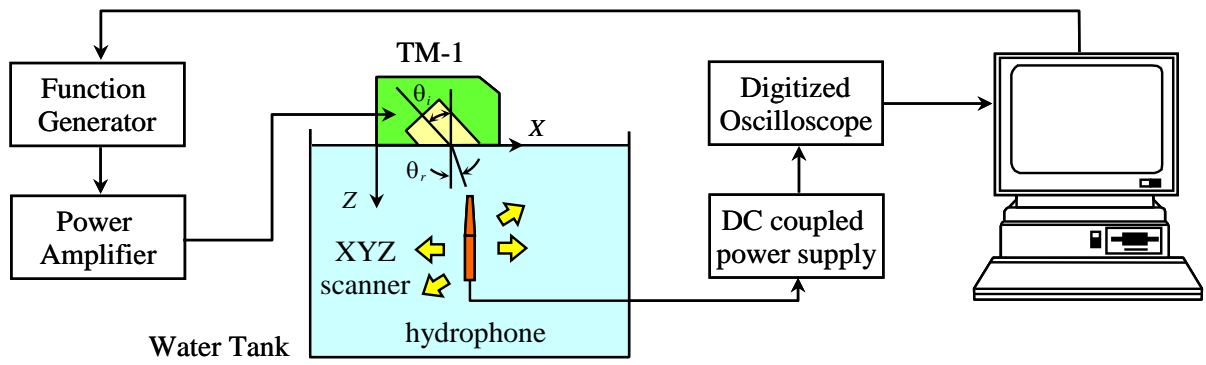 TM-1
Function
Generator
θi
X
Digitized
Oscilloscope
θr
Z
Power
Amplifier
DC coupled
power supply
XYZ
scanner
hydrophone
Water Tank